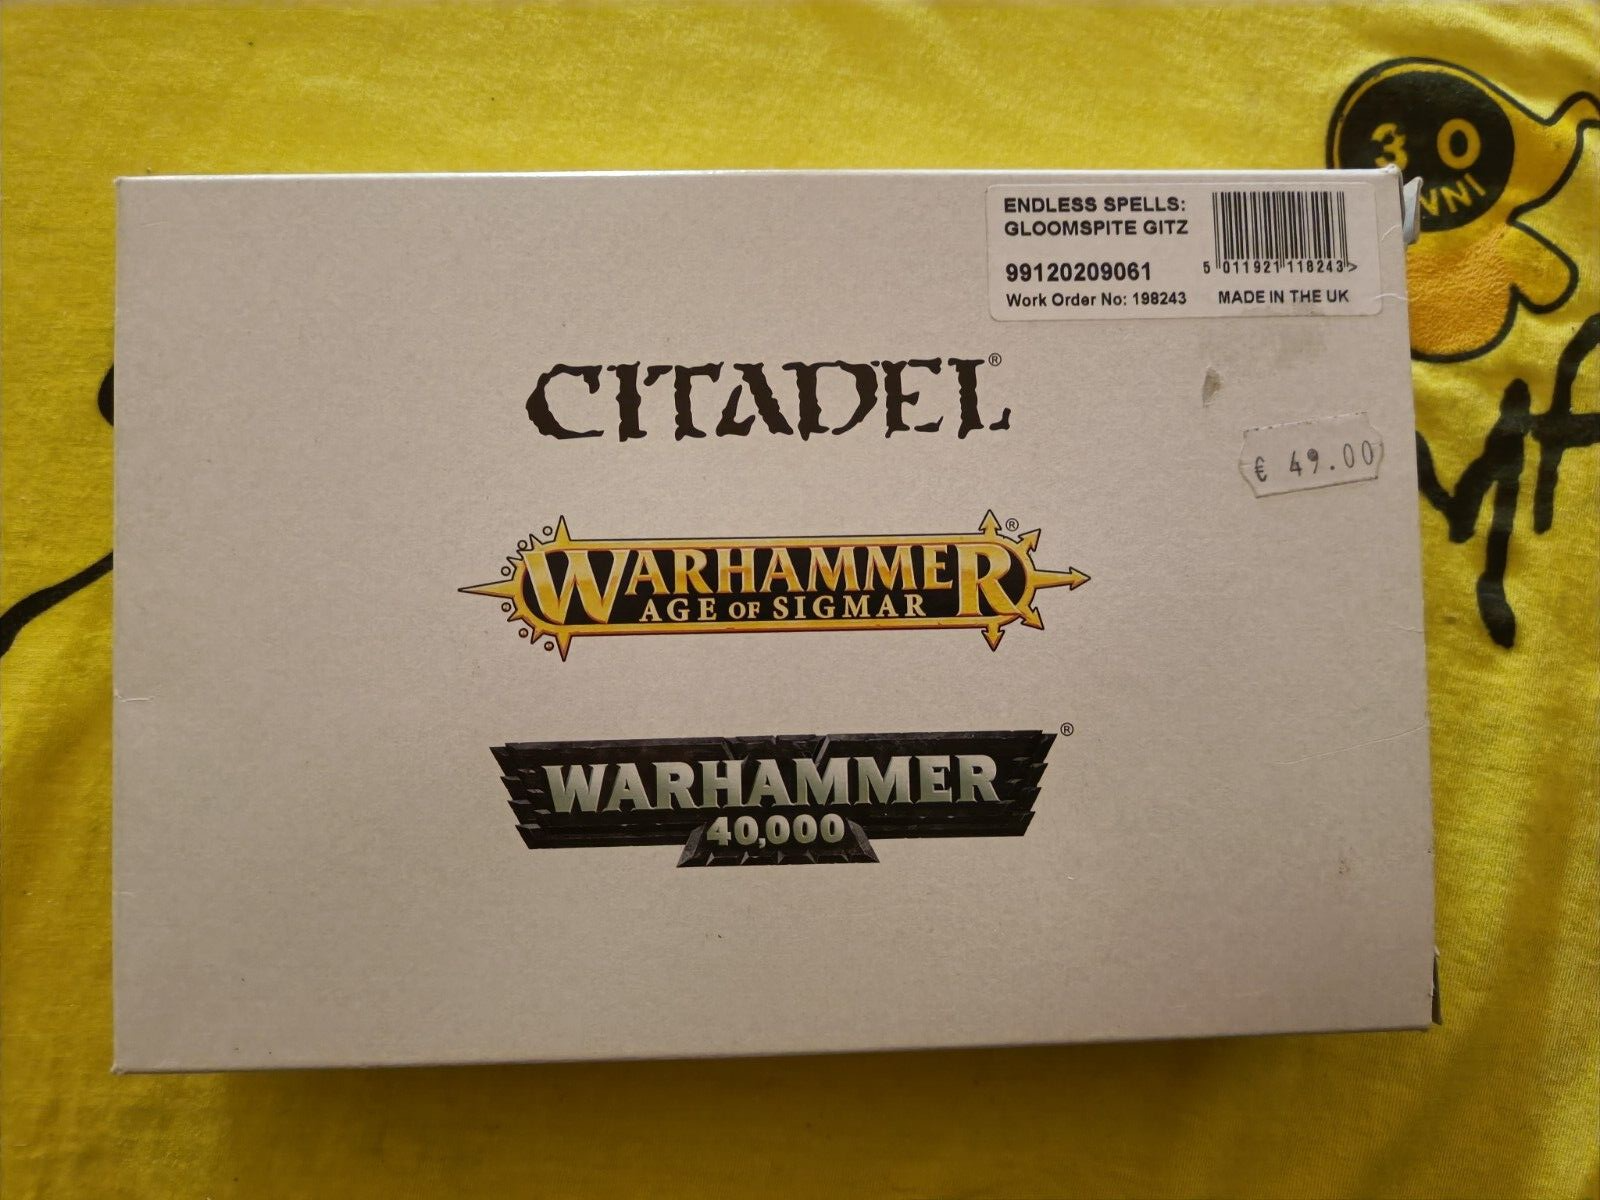 ENDLESS SPELLS:
GLOOMSPITE GITZ
99120209061
Work Order No: 198243
5 011921 118243 >
MADE IN THE UK
CITADEL®
€ 49.00
WARHAMMER®
AGE OF SIGMAR
WARHAMMER®
40,000
30